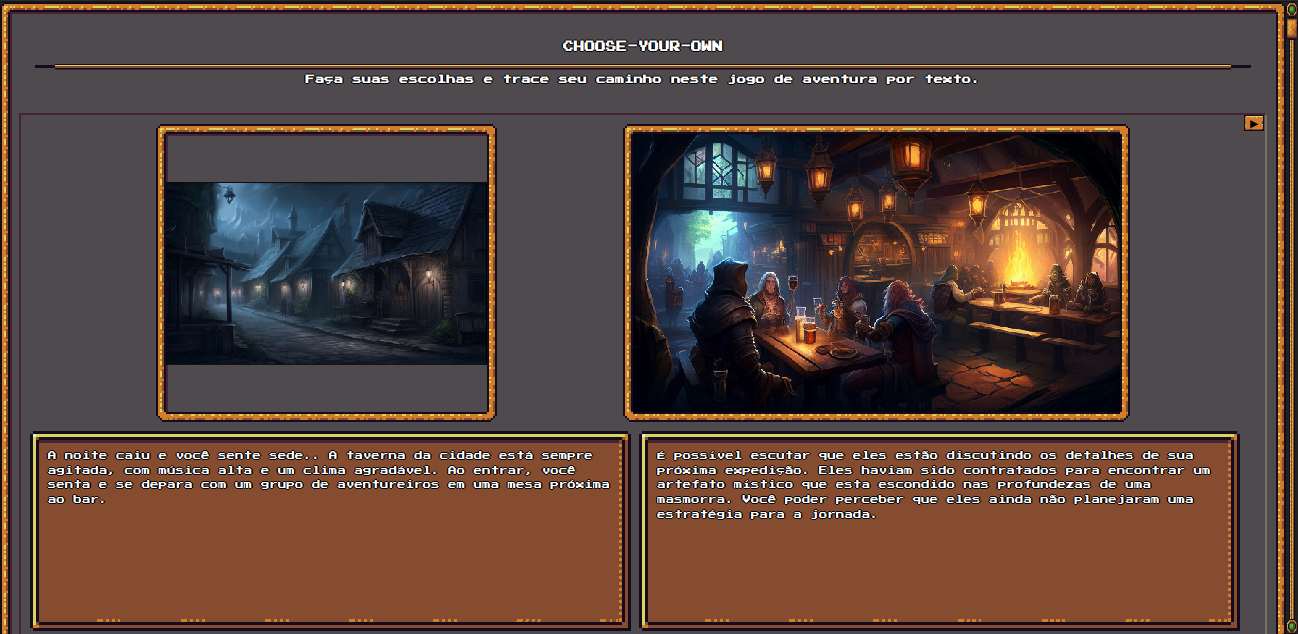 CHOOSE-YOUR-OWN
Faça suas escolhas e trace seu caminho neste jogo de aventura por texto.
A noite caiu e você sente sede.. A taverna da cidade está sempre
agitada, com música alta e um clima agradável. Ao entrar, você
senta e se depara com um grupo de aventureiros em uma mesa próxima
ao bar.
É possível escutar que eles estão discutindo os detalhes de sua
próxima expedição. Eles haviam sido contratados para encontrar um
artefato místico que esta escondido nas profundezas de uma
masmorra. Você poder perceber que eles ainda não planejaram uma
estratégia para a jornada.